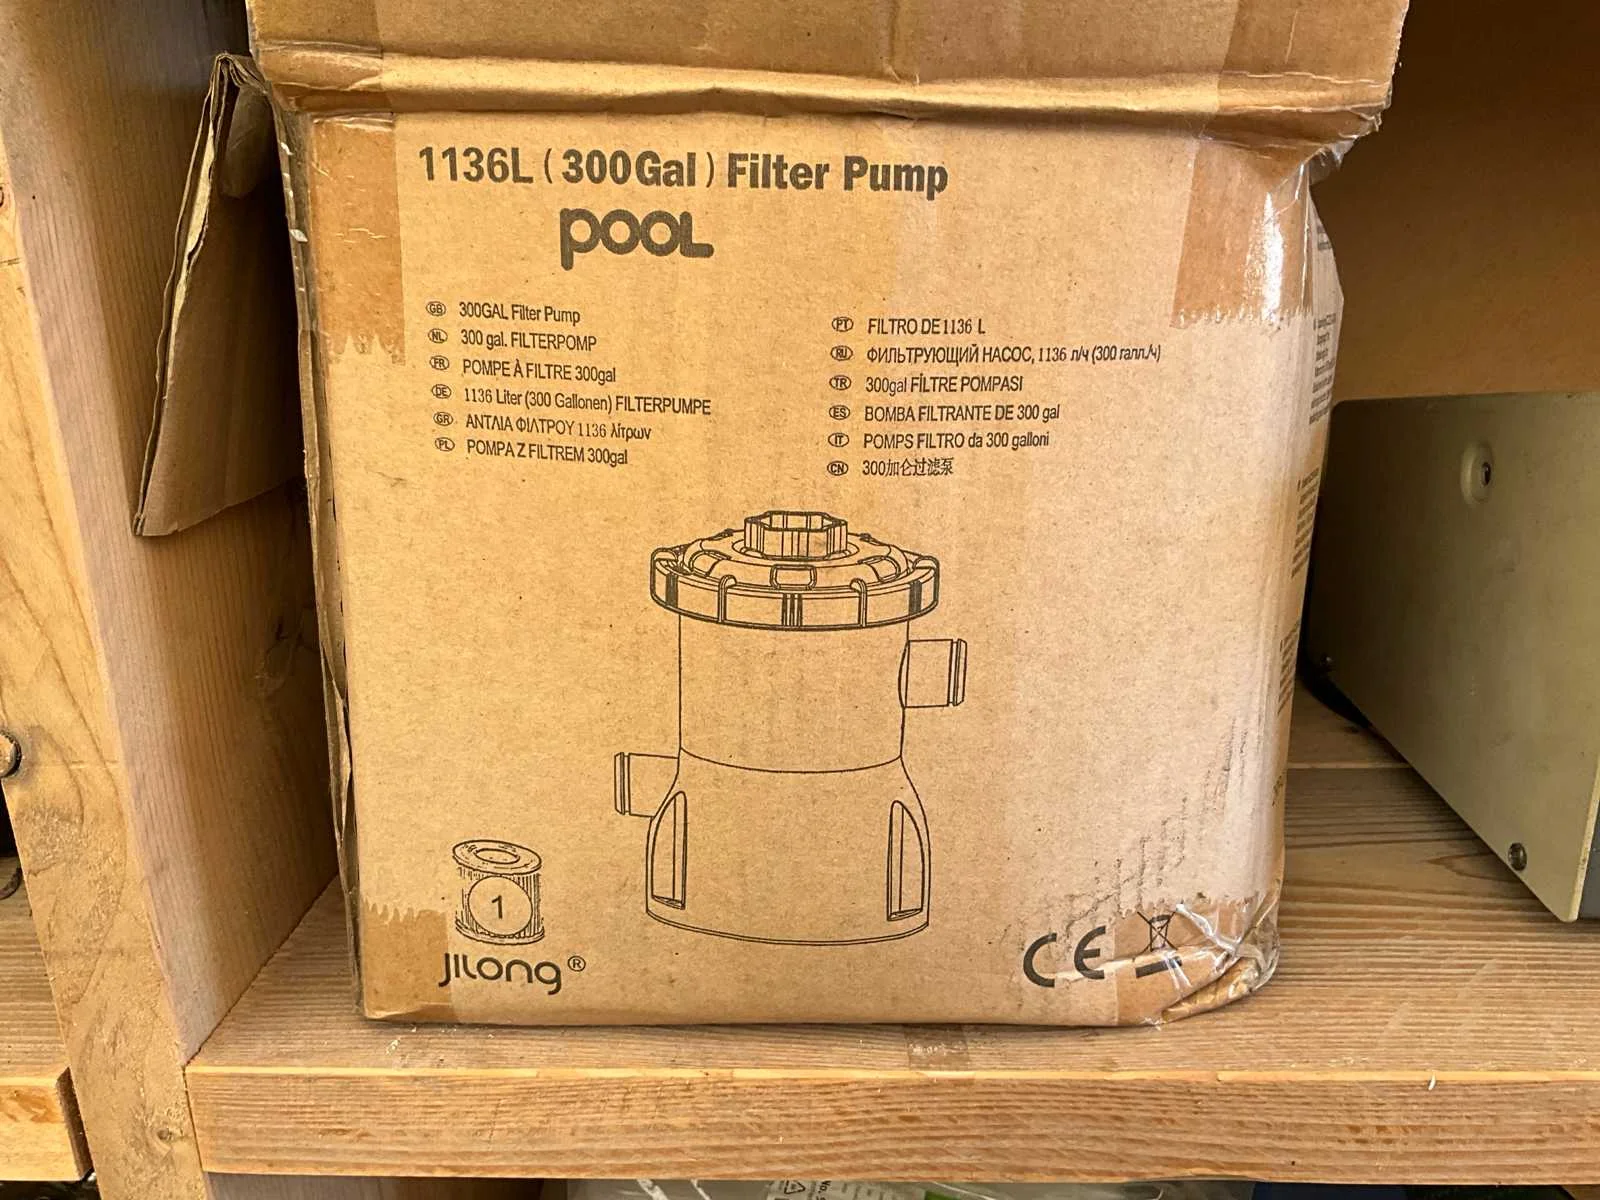 1136L (300Gal) Filter Pump
POOL
GB 300GAL Filter Pump
NL 300 gal. FILTERPOMP
FR POMPE À FILTRE 300gal
DE 1136 Liter (300 Gallonen) FILTERPUMPE
GR ΑΝΤΛΙΑ ΦΙΛΤΡΟΥ 1136 λίτρων
PL POMPA Z FILTREM 300gal
PT FILTRO DE1136 L
RU ФИЛЬТРУЮЩИЙ НАСОС, 1136 л/ч (300 галл./ч)
TR 300gal FİLTRE POMPASI
ES BOMBA FILTRANTE DE 300 gal
IT POMPS FILTRO da 300 galloni
CN 300加仑过滤泵
1
JILONG®
CE